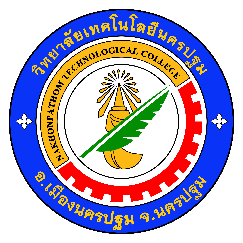 วิทยาลัยเทคโนโลยีนครปฐม
NAKHONPATHOM TECHNOLOGICAL COLLEGE
อ.เมืองนครปฐม จ.นครปฐม